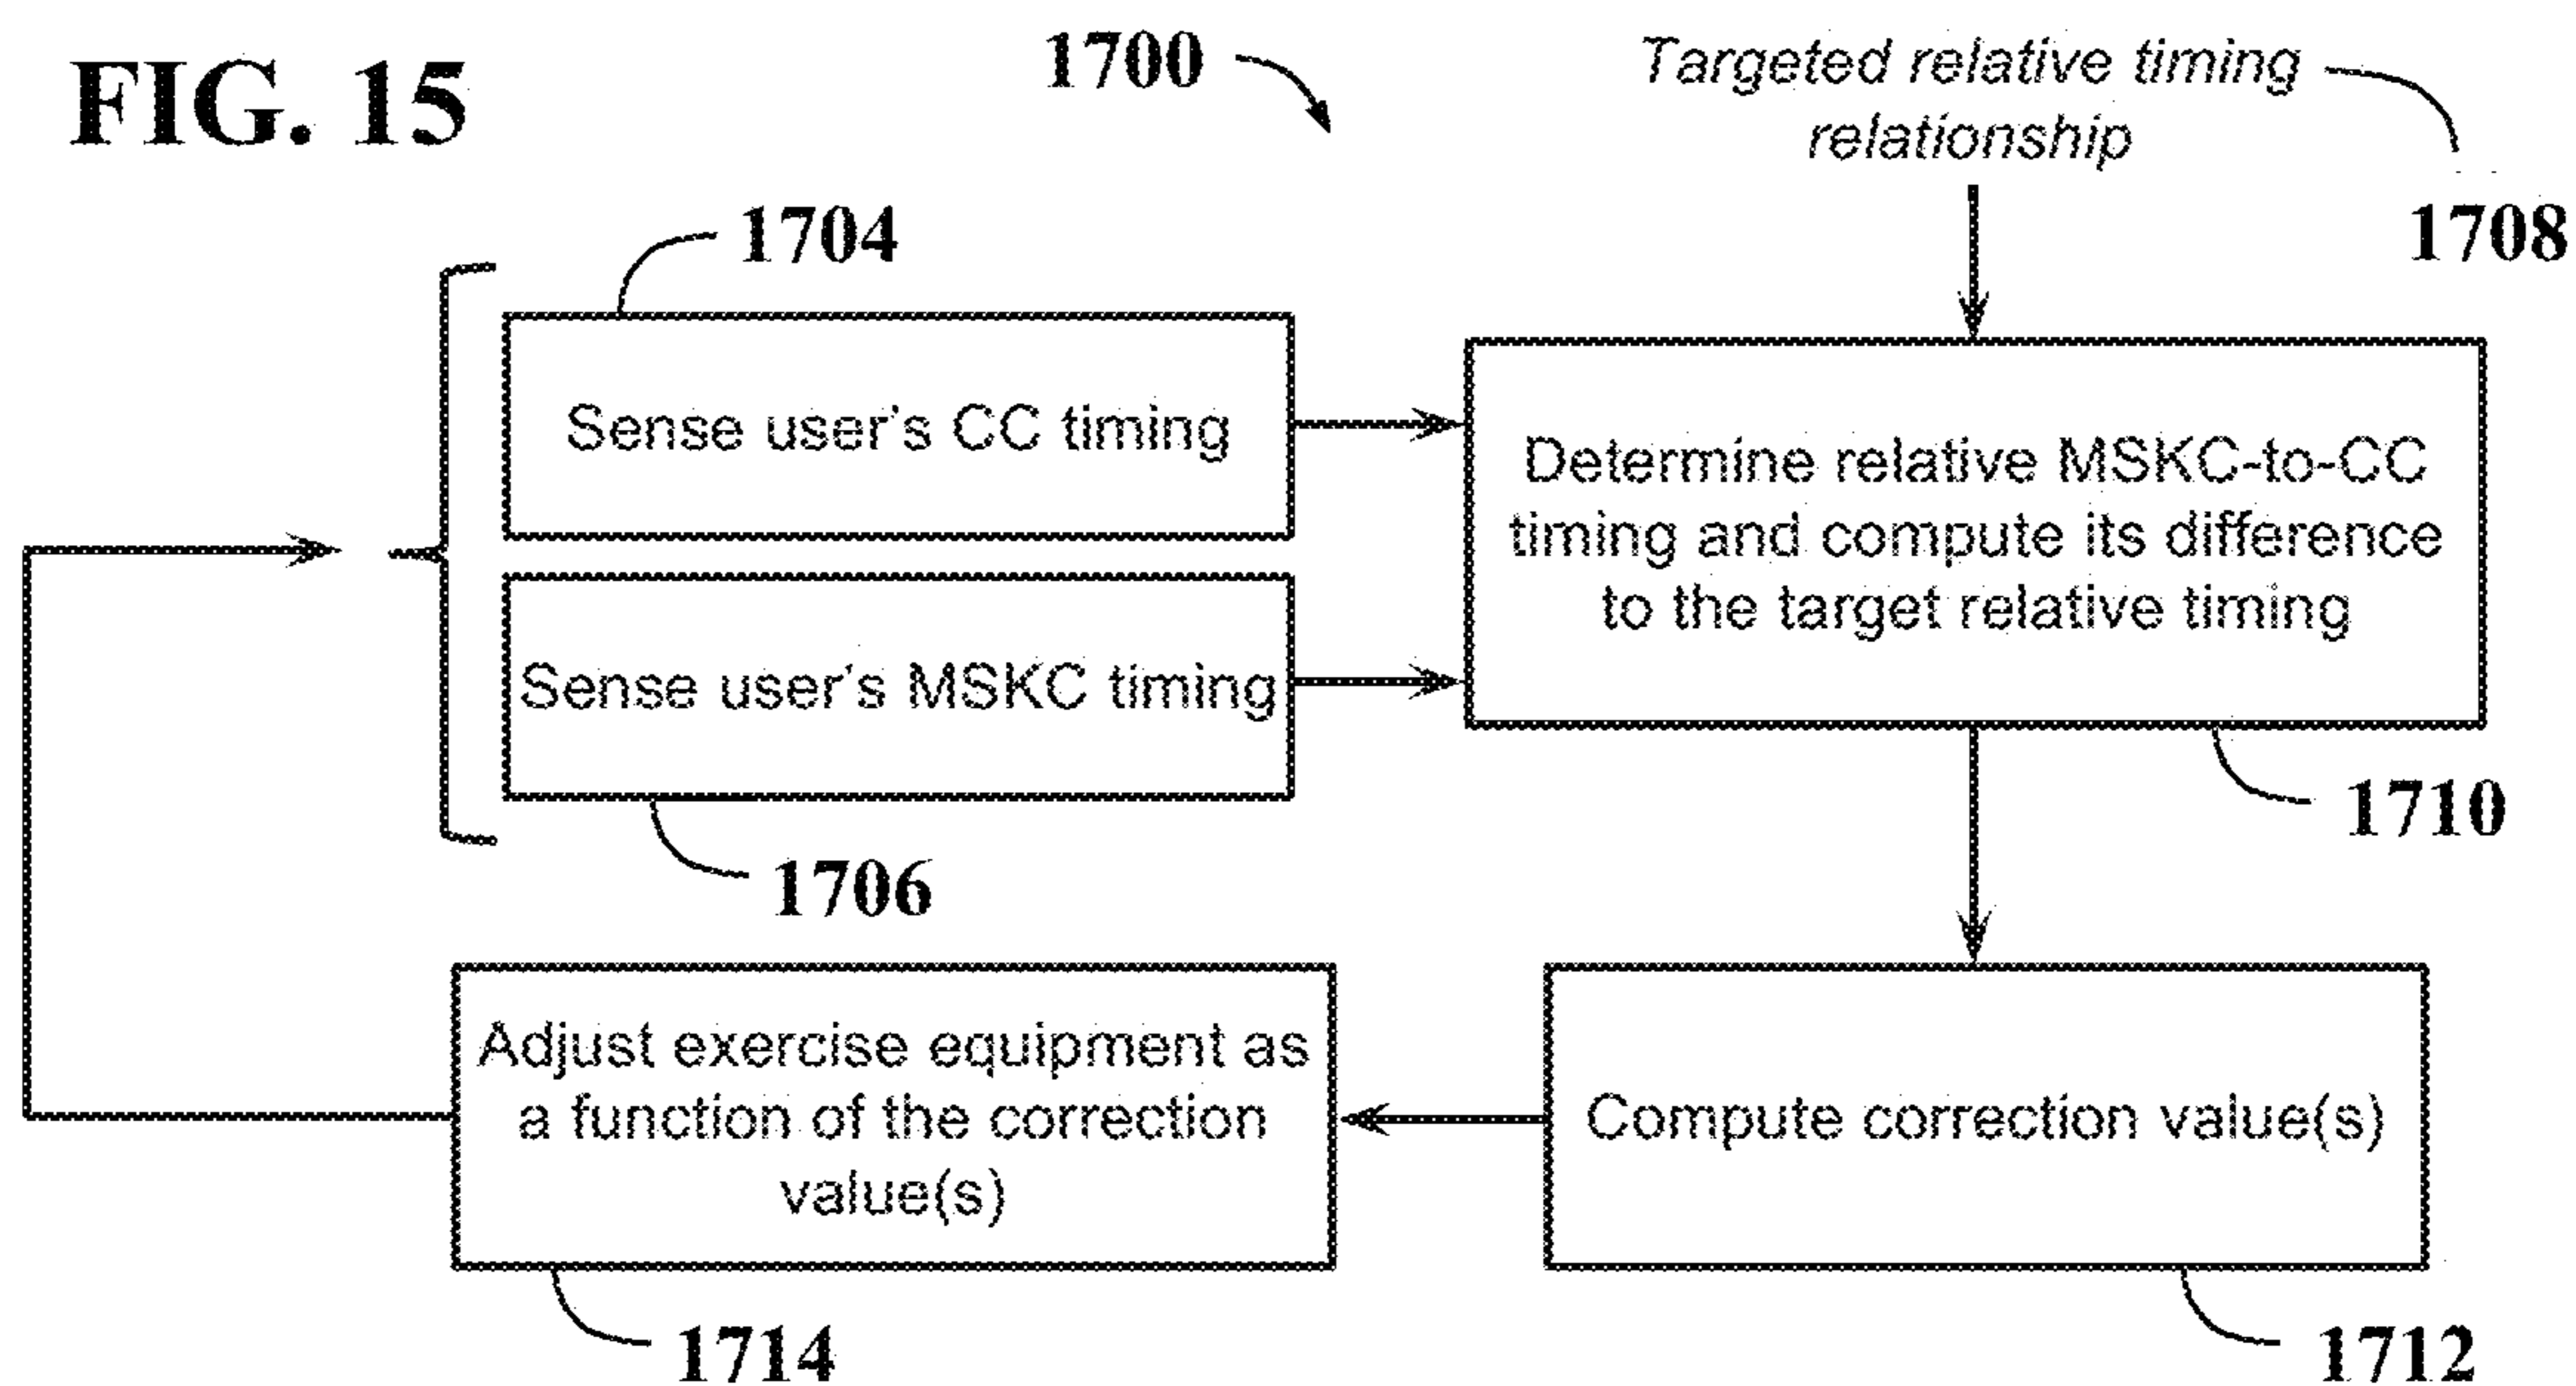 FIG. 15
1700
Targeted relative timing
relationship
1708
1704
Sense user's CC timing
Sense user's MSKC timing
1706
Determine relative MSKC-to-CC
timing and compute its difference
to the target relative timing
1710
Adjust exercise equipment as
a function of the correction
value(s)
1714
Compute correction value(s)
1712